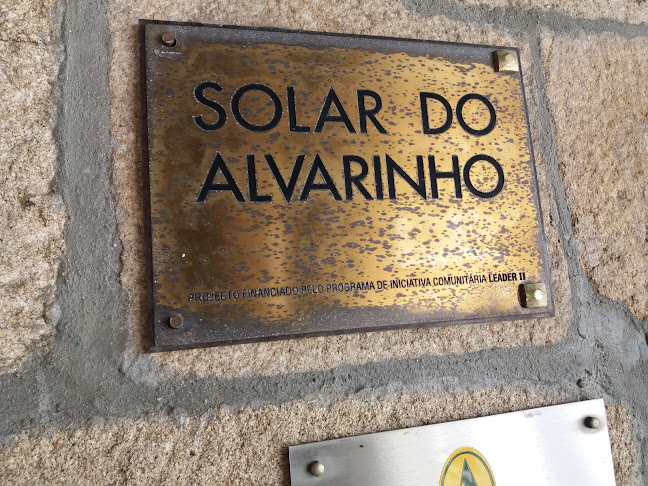 SOLAR DO
ALVARINHO
PROJECTO FINANCIADO PELO PROGRAMA DE INICIATIVA COMUNITÁRIA LEADER II